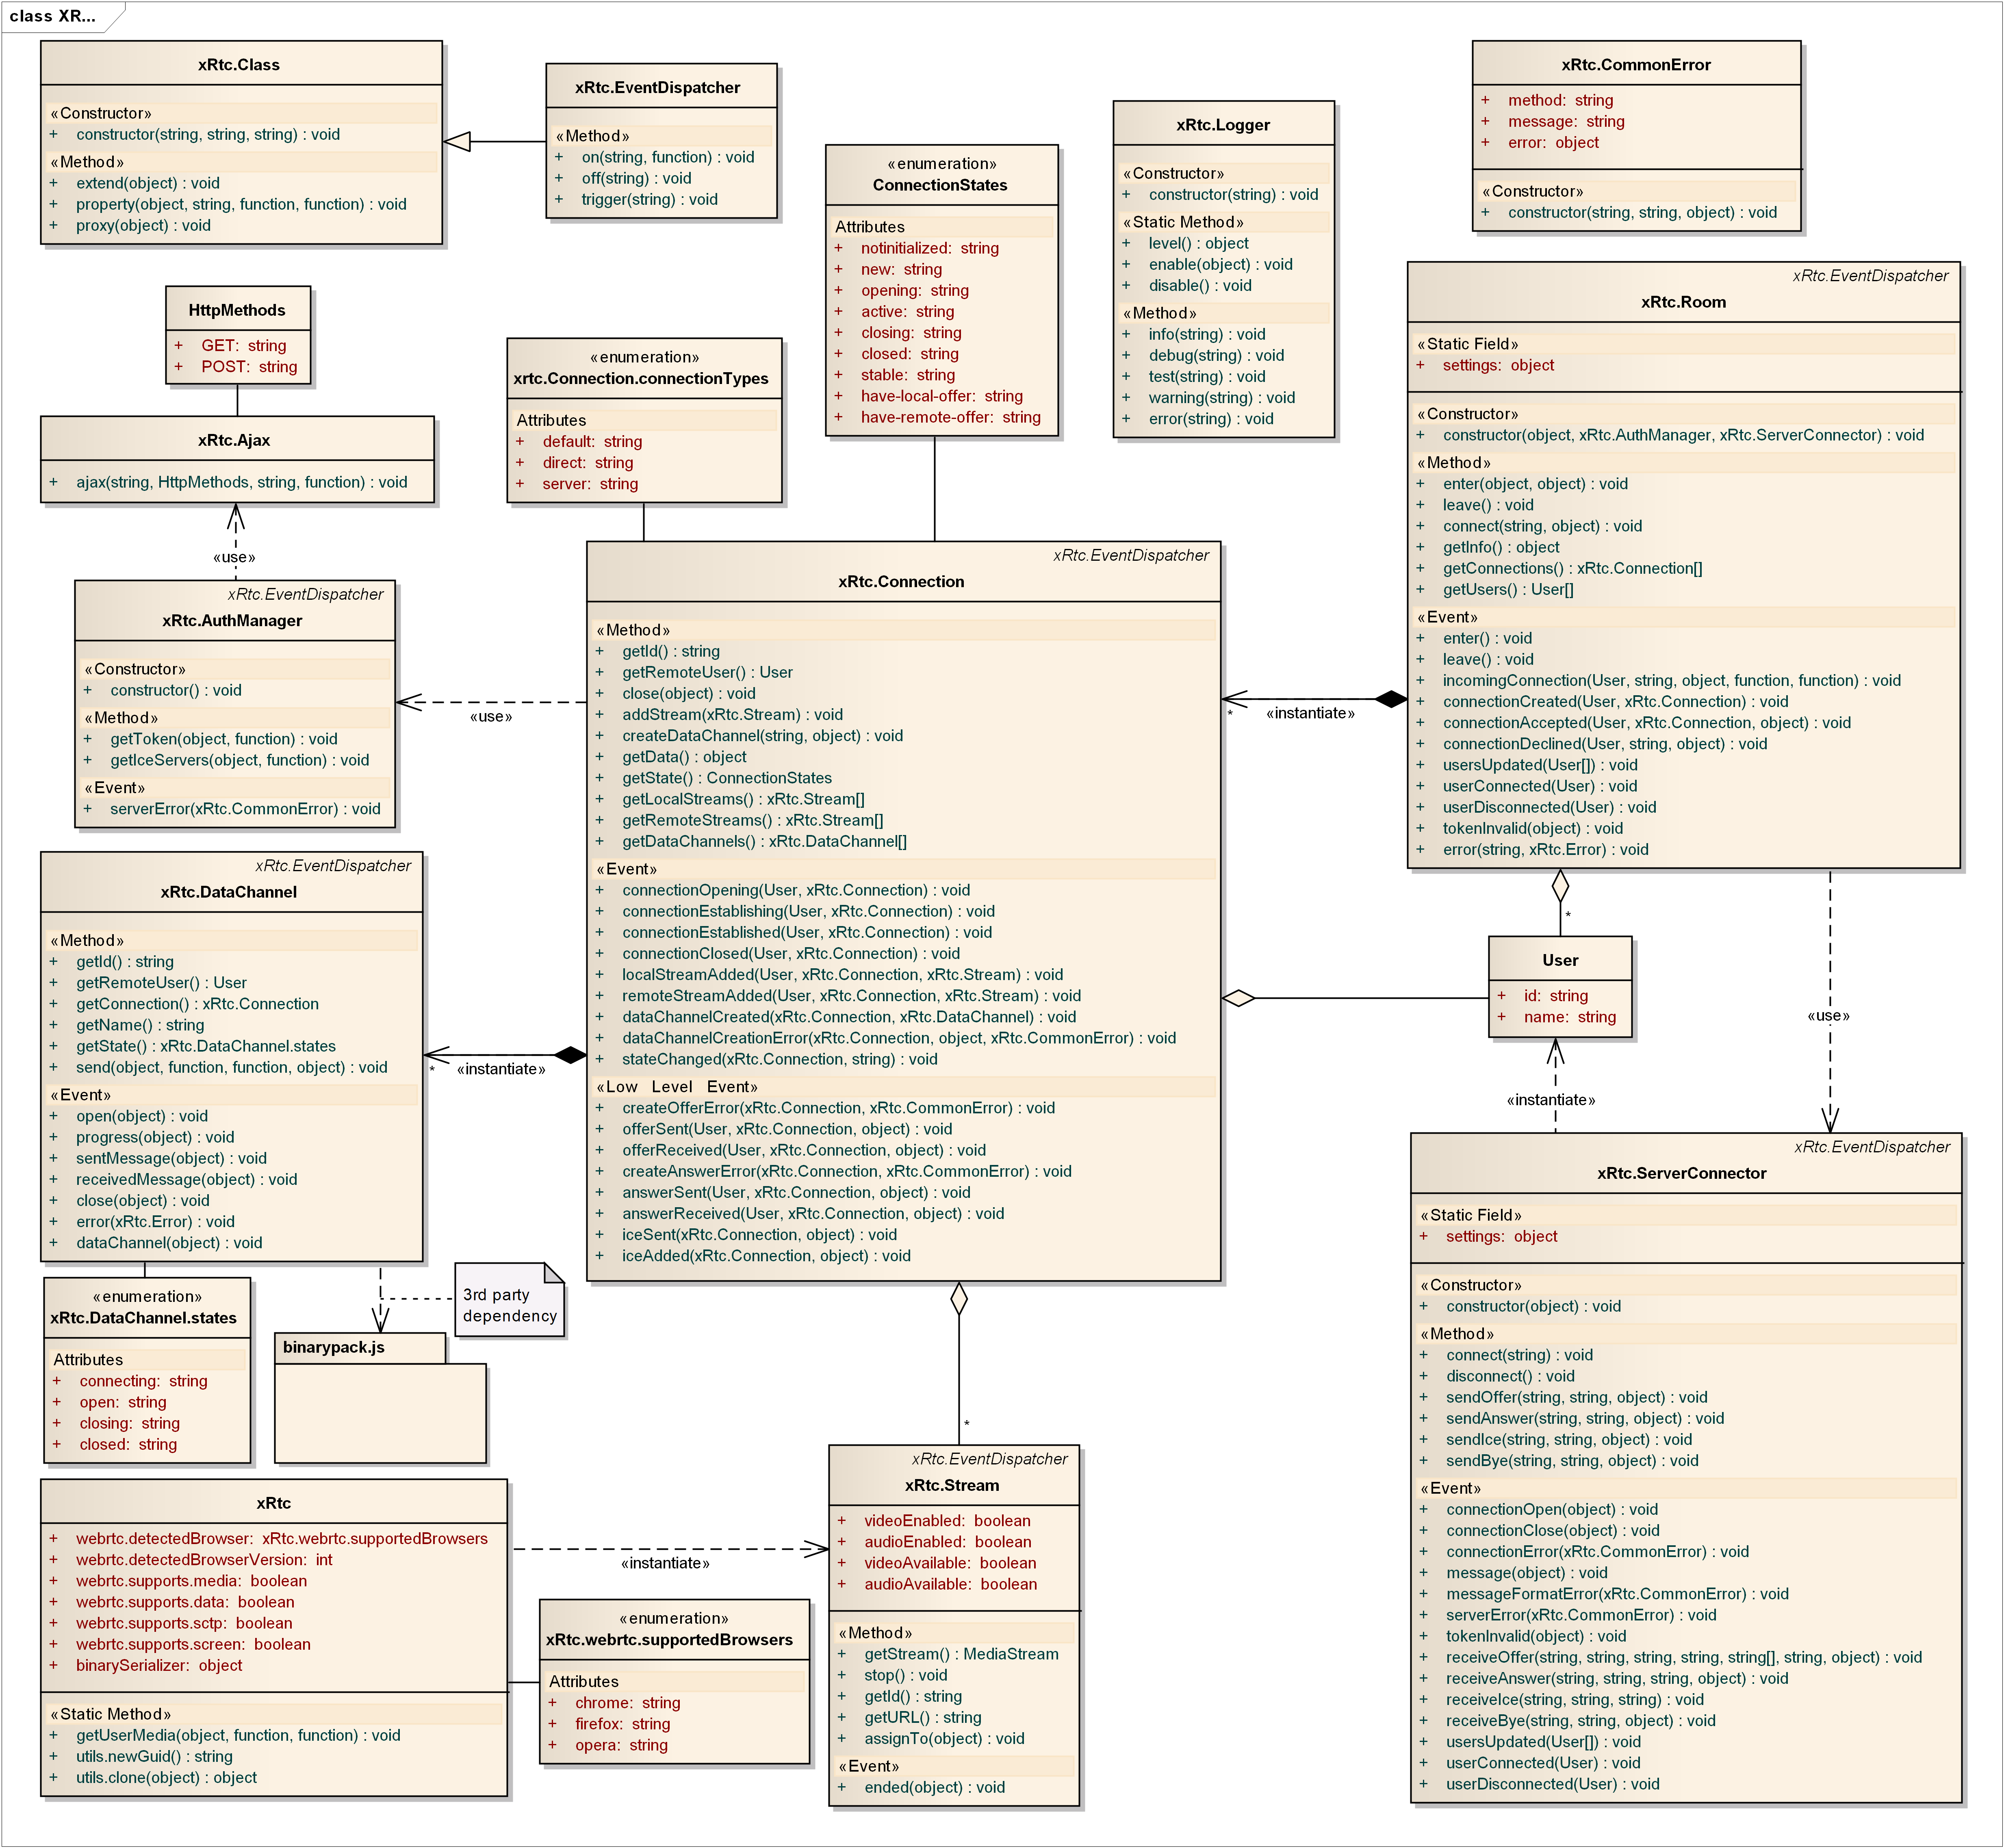 class XR...
xRtc.Class
«Constructor»
+ constructor(string, string, string) : void
«Method»
+ extend(object) : void
+ property(object, string, function, function) : void
+ proxy(object) : void
xRtc.EventDispatcher
«Method»
+ on(string, function) : void
+ off(string) : void
+ trigger(string) : void
«enumeration»
ConnectionStates
Attributes
+ notinitialized: string
+ new: string
+ opening: string
+ active: string
+ closing: string
+ closed: string
+ stable: string
+ have-local-offer: string
+ have-remote-offer: string
xRtc.Logger
«Constructor»
+ constructor(string) : void
«Static Method»
+ level() : object
+ enable(object) : void
+ disable() : void
«Method»
+ info(string) : void
+ debug(string) : void
+ test(string) : void
+ warning(string) : void
+ error(string) : void
xRtc.CommonError
+ method: string
+ message: string
+ error: object
«Constructor»
+ constructor(string, string, object) : void
HttpMethods
+ GET: string
+ POST: string
xRtc.Ajax
+ ajax(string, HttpMethods, string, function) : void
«use»
«enumeration»
xrtc.Connection.connectionTypes
Attributes
+ default: string
+ direct: string
+ server: string
xRtc.EventDispatcher
xRtc.Room
«Static Field»
+ settings: object
«Constructor»
+ constructor(object, xRtc.AuthManager, xRtc.ServerConnector) : void
«Method»
+ enter(object, object) : void
+ leave() : void
+ connect(string, object) : void
+ getInfo() : object
+ getConnections() : xRtc.Connection[]
+ getUsers() : User[]
«Event»
+ enter() : void
+ leave() : void
+ incomingConnection(User, string, object, function, function) : void
+ connectionCreated(User, xRtc.Connection) : void
+ connectionAccepted(User, xRtc.Connection, object) : void
+ connectionDeclined(User, string, object) : void
+ usersUpdated(User[]) : void
+ userConnected(User) : void
+ userDisconnected(User) : void
+ tokenInvalid(object) : void
+ error(string, xRtc.Error) : void
xRtc.EventDispatcher
xRtc.AuthManager
«Constructor»
+ constructor() : void
«Method»
+ getToken(object, function) : void
+ getIceServers(object, function) : void
«Event»
+ serverError(xRtc.CommonError) : void
«use»
xRtc.EventDispatcher
xRtc.Connection
«Method»
+ getId() : string
+ getRemoteUser() : User
+ close(object) : void
+ addStream(xRtc.Stream) : void
+ createDataChannel(string, object) : void
+ getData() : object
+ getState() : ConnectionStates
+ getLocalStreams() : xRtc.Stream[]
+ getRemoteStreams() : xRtc.Stream[]
+ getDataChannels() : xRtc.DataChannel[]
«Event»
+ connectionOpening(User, xRtc.Connection) : void
+ connectionEstablishing(User, xRtc.Connection) : void
+ connectionEstablished(User, xRtc.Connection) : void
+ connectionClosed(User, xRtc.Connection) : void
+ localStreamAdded(User, xRtc.Connection, xRtc.Stream) : void
+ remoteStreamAdded(User, xRtc.Connection, xRtc.Stream) : void
+ dataChannelCreated(xRtc.Connection, xRtc.DataChannel) : void
+ dataChannelCreationError(xRtc.Connection, object, xRtc.CommonError) : void
+ stateChanged(xRtc.Connection, string) : void
«Low Level Event»
+ createOfferError(xRtc.Connection, xRtc.CommonError) : void
+ offerSent(User, xRtc.Connection, object) : void
+ offerReceived(User, xRtc.Connection, object) : void
+ createAnswerError(xRtc.Connection, xRtc.CommonError) : void
+ answerSent(User, xRtc.Connection, object) : void
+ answerReceived(User, xRtc.Connection, object) : void
+ iceSent(xRtc.Connection, object) : void
+ iceAdded(xRtc.Connection, object) : void
*
«instantiate»
*
User
+ id: string
+ name: string
«use»
«instantiate»
xRtc.EventDispatcher
xRtc.DataChannel
«Method»
+ getId() : string
+ getRemoteUser() : User
+ getConnection() : xRtc.Connection
+ getName() : string
+ getState() : xRtc.DataChannel.states
+ send(object, function, function, object) : void
«Event»
+ open(object) : void
+ progress(object) : void
+ sentMessage(object) : void
+ receivedMessage(object) : void
+ close(object) : void
+ error(xRtc.Error) : void
+ dataChannel(object) : void
*
«instantiate»
«enumeration»
xRtc.DataChannel.states
Attributes
+ connecting: string
+ open: string
+ closing: string
+ closed: string
binarypack.js
3rd party
dependency
*
xRtc.EventDispatcher
xRtc.ServerConnector
«Static Field»
+ settings: object
«Constructor»
+ constructor(object) : void
«Method»
+ connect(string) : void
+ disconnect() : void
+ sendOffer(string, string, object) : void
+ sendAnswer(string, string, object) : void
+ sendIce(string, string, object) : void
+ sendBye(string, string, object) : void
«Event»
+ connectionOpen(object) : void
+ connectionClose(object) : void
+ connectionError(xRtc.CommonError) : void
+ message(object) : void
+ messageFormatError(xRtc.CommonError) : void
+ serverError(xRtc.CommonError) : void
+ tokenInvalid(object) : void
+ receiveOffer(string, string, string, string, string[], string, object) : void
+ receiveAnswer(string, string, string, object) : void
+ receiveIce(string, string, string) : void
+ receiveBye(string, string, object) : void
+ usersUpdated(User[]) : void
+ userConnected(User) : void
+ userDisconnected(User) : void
xRtc
+ webrtc.detectedBrowser: xRtc.webrtc.supportedBrowsers
+ webrtc.detectedBrowserVersion: int
+ webrtc.supports.media: boolean
+ webrtc.supports.data: boolean
+ webrtc.supports.sctp: boolean
+ webrtc.supports.screen: boolean
+ binarySerializer: object
«Static Method»
+ getUserMedia(object, function, function) : void
+ utils.newGuid() : string
+ utils.clone(object) : object
«instantiate»
«enumeration»
xRtc.webrtc.supportedBrowsers
Attributes
+ chrome: string
+ firefox: string
+ opera: string
xRtc.EventDispatcher
xRtc.Stream
+ videoEnabled: boolean
+ audioEnabled: boolean
+ videoAvailable: boolean
+ audioAvailable: boolean
«Method»
+ getStream() : MediaStream
+ stop() : void
+ getId() : string
+ getURL() : string
+ assignTo(object) : void
«Event»
+ ended(object) : void